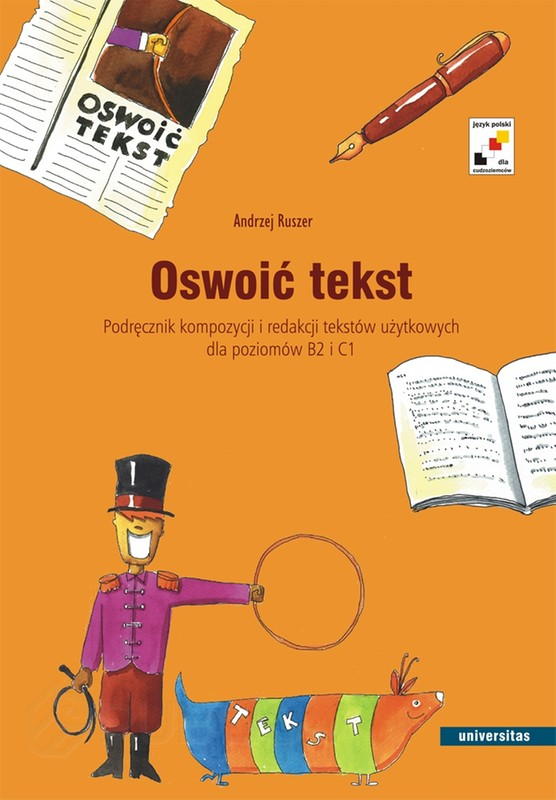 OSWOIĆ
TEKST
język polski
dla
cudzoziemców
Andrzej Ruszer
Oswoić tekst
Podręcznik kompozycji i redakcji tekstów użytkowych
dla poziomów B2 i C1
TEKST
universitas